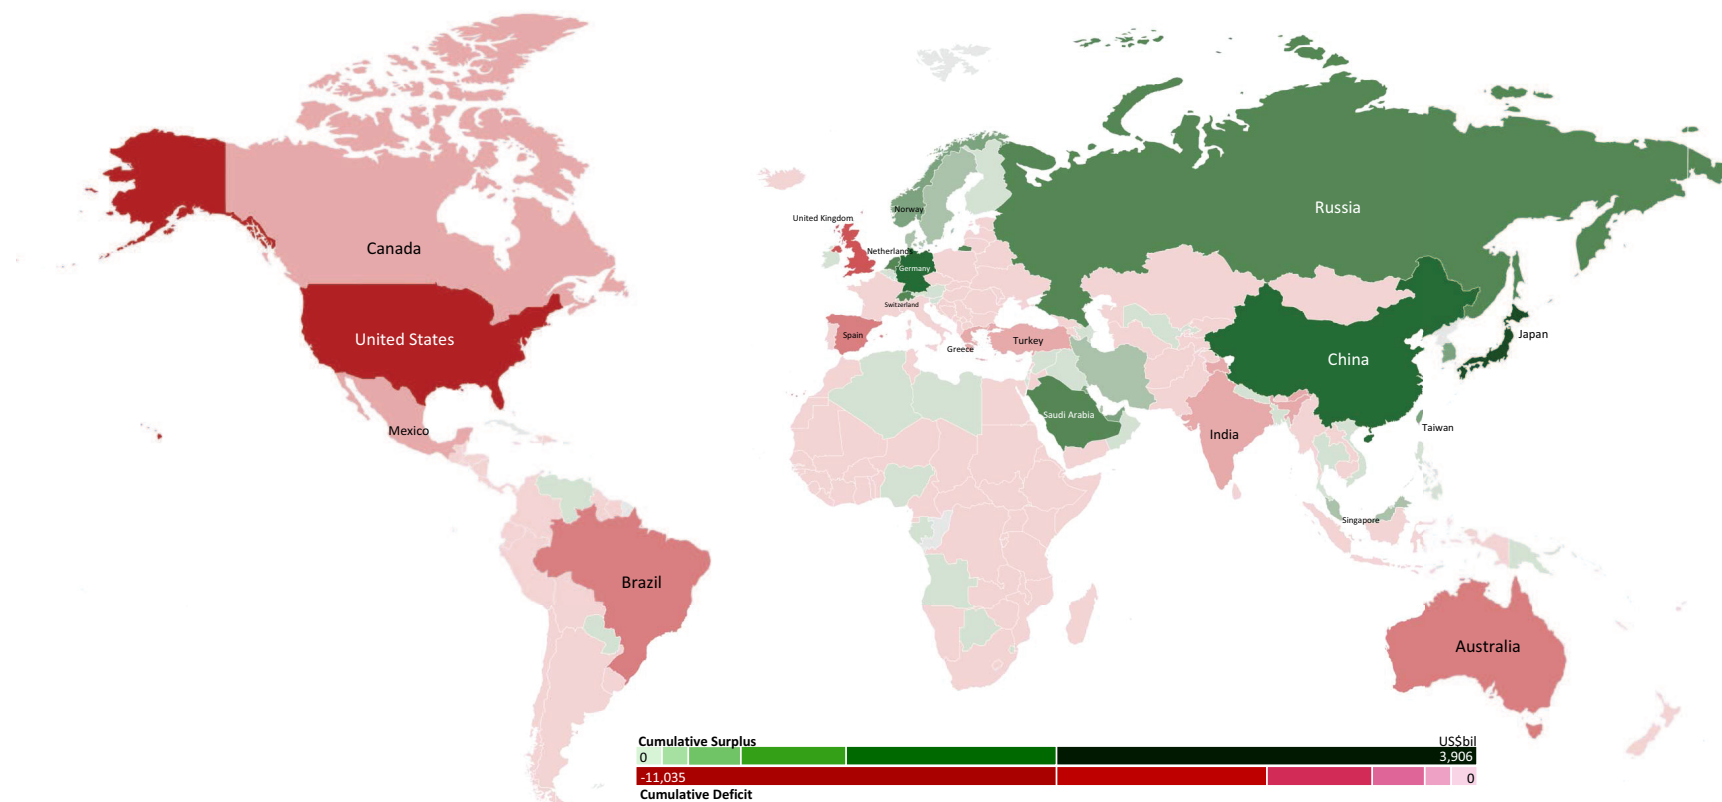 Norway
Russia
United Kingdom
Canada
Netherlands
Germany
Switzerland
United States
Spain
Turkey
Greece
Japan
China
Saudi Arabia
Mexico
India
Taiwan
Singapore
Brazil
Australia
Cumulative Surplus
US$bil
0
3,906
-11,035
0
Cumulative Deficit